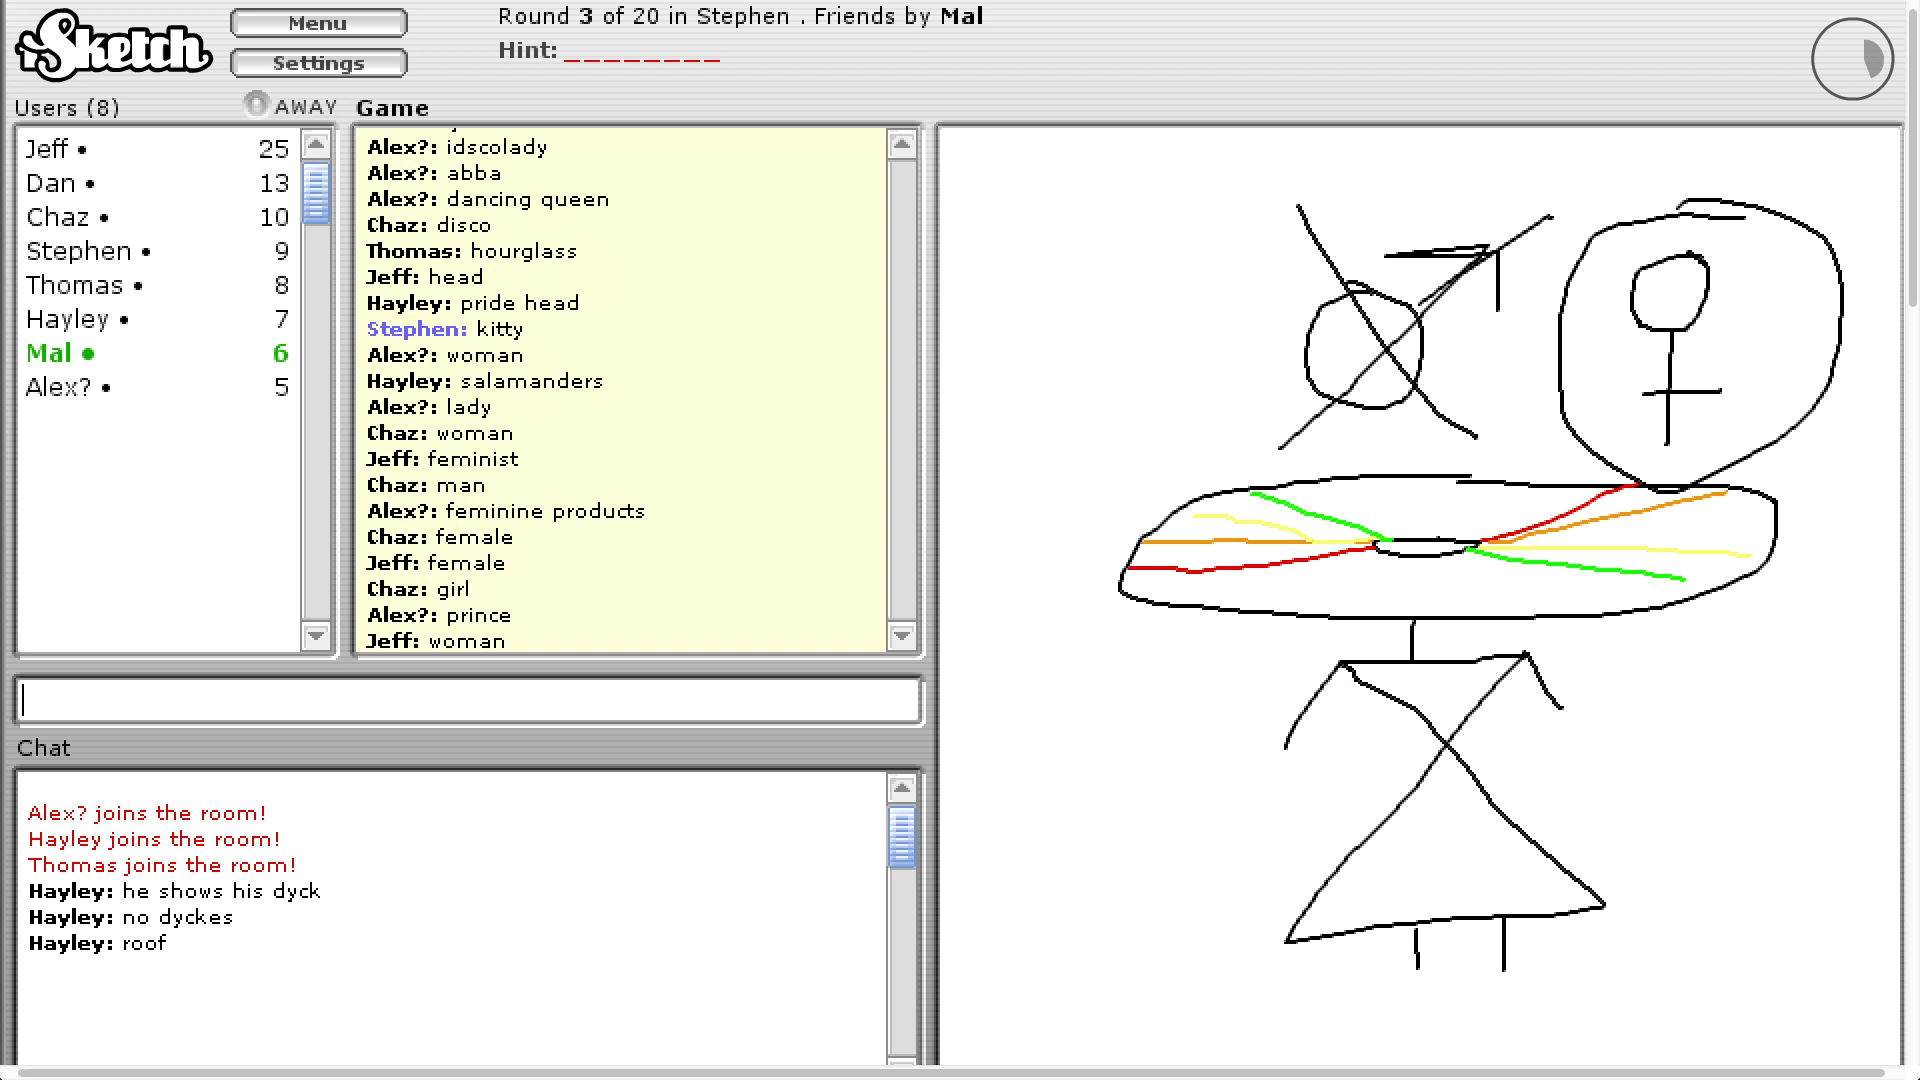 iSketch
Menu
Settings
Round 3 of 20 in Stephen . Friends by Mal
Hint: _ _ _ _ _ _ _ _
Users (8)
AWAY
Game
Jeff • 25
Dan • 13
Chaz • 10
Stephen • 9
Thomas • 8
Hayley • 7
Mal • 6
Alex? • 5
Alex?: idscolady
Alex?: abba
Alex?: dancing queen
Chaz: disco
Thomas: hourglass
Jeff: head
Hayley: pride head
Stephen: kitty
Alex?: woman
Hayley: salamanders
Alex?: lady
Chaz: woman
Jeff: feminist
Chaz: man
Alex?: feminine products
Chaz: female
Jeff: female
Chaz: girl
Alex?: prince
Jeff: woman
Chat
Alex? joins the room!
Hayley joins the room!
Thomas joins the room!
Hayley: he shows his dyck
Hayley: no dyckes
Hayley: roof